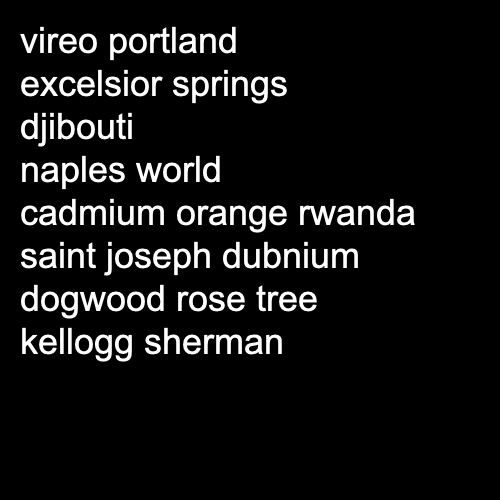 vireo portland
excelsior springs
djibouti
naples world
cadmium orange rwanda
saint joseph dubnium
dogwood rose tree
kellogg sherman